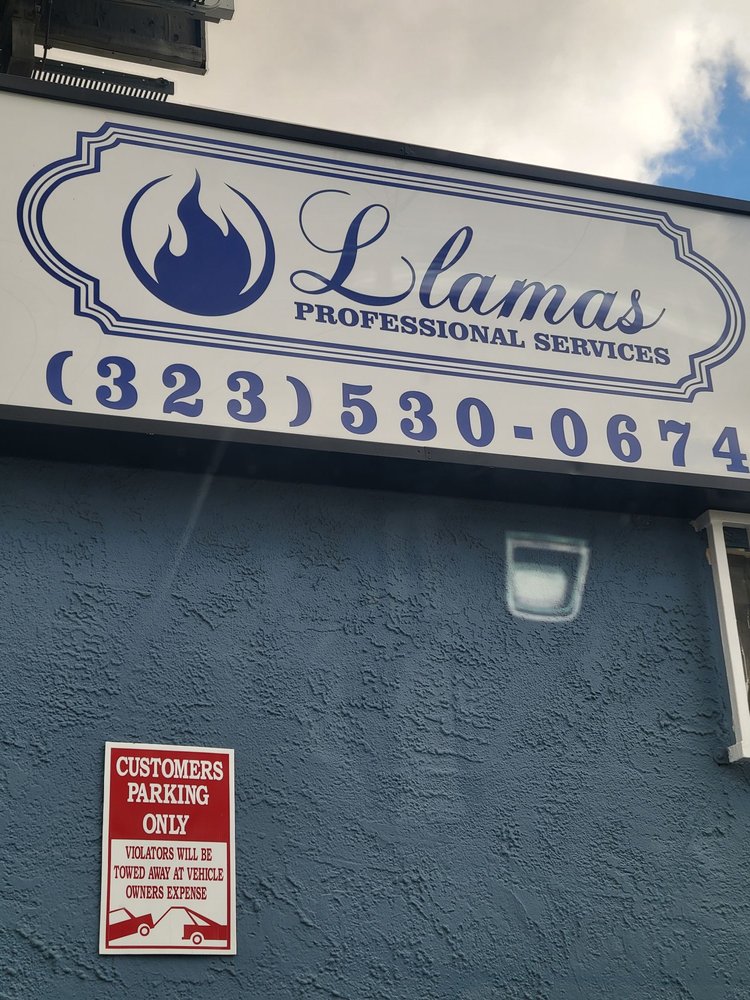 Llamas
PROFESSIONAL SERVICES
(323)530-0674
CUSTOMERS
PARKING
ONLY
VIOLATORS WILL BE
TOWED AWAY AT VEHICLE
OWNERS EXPENSE